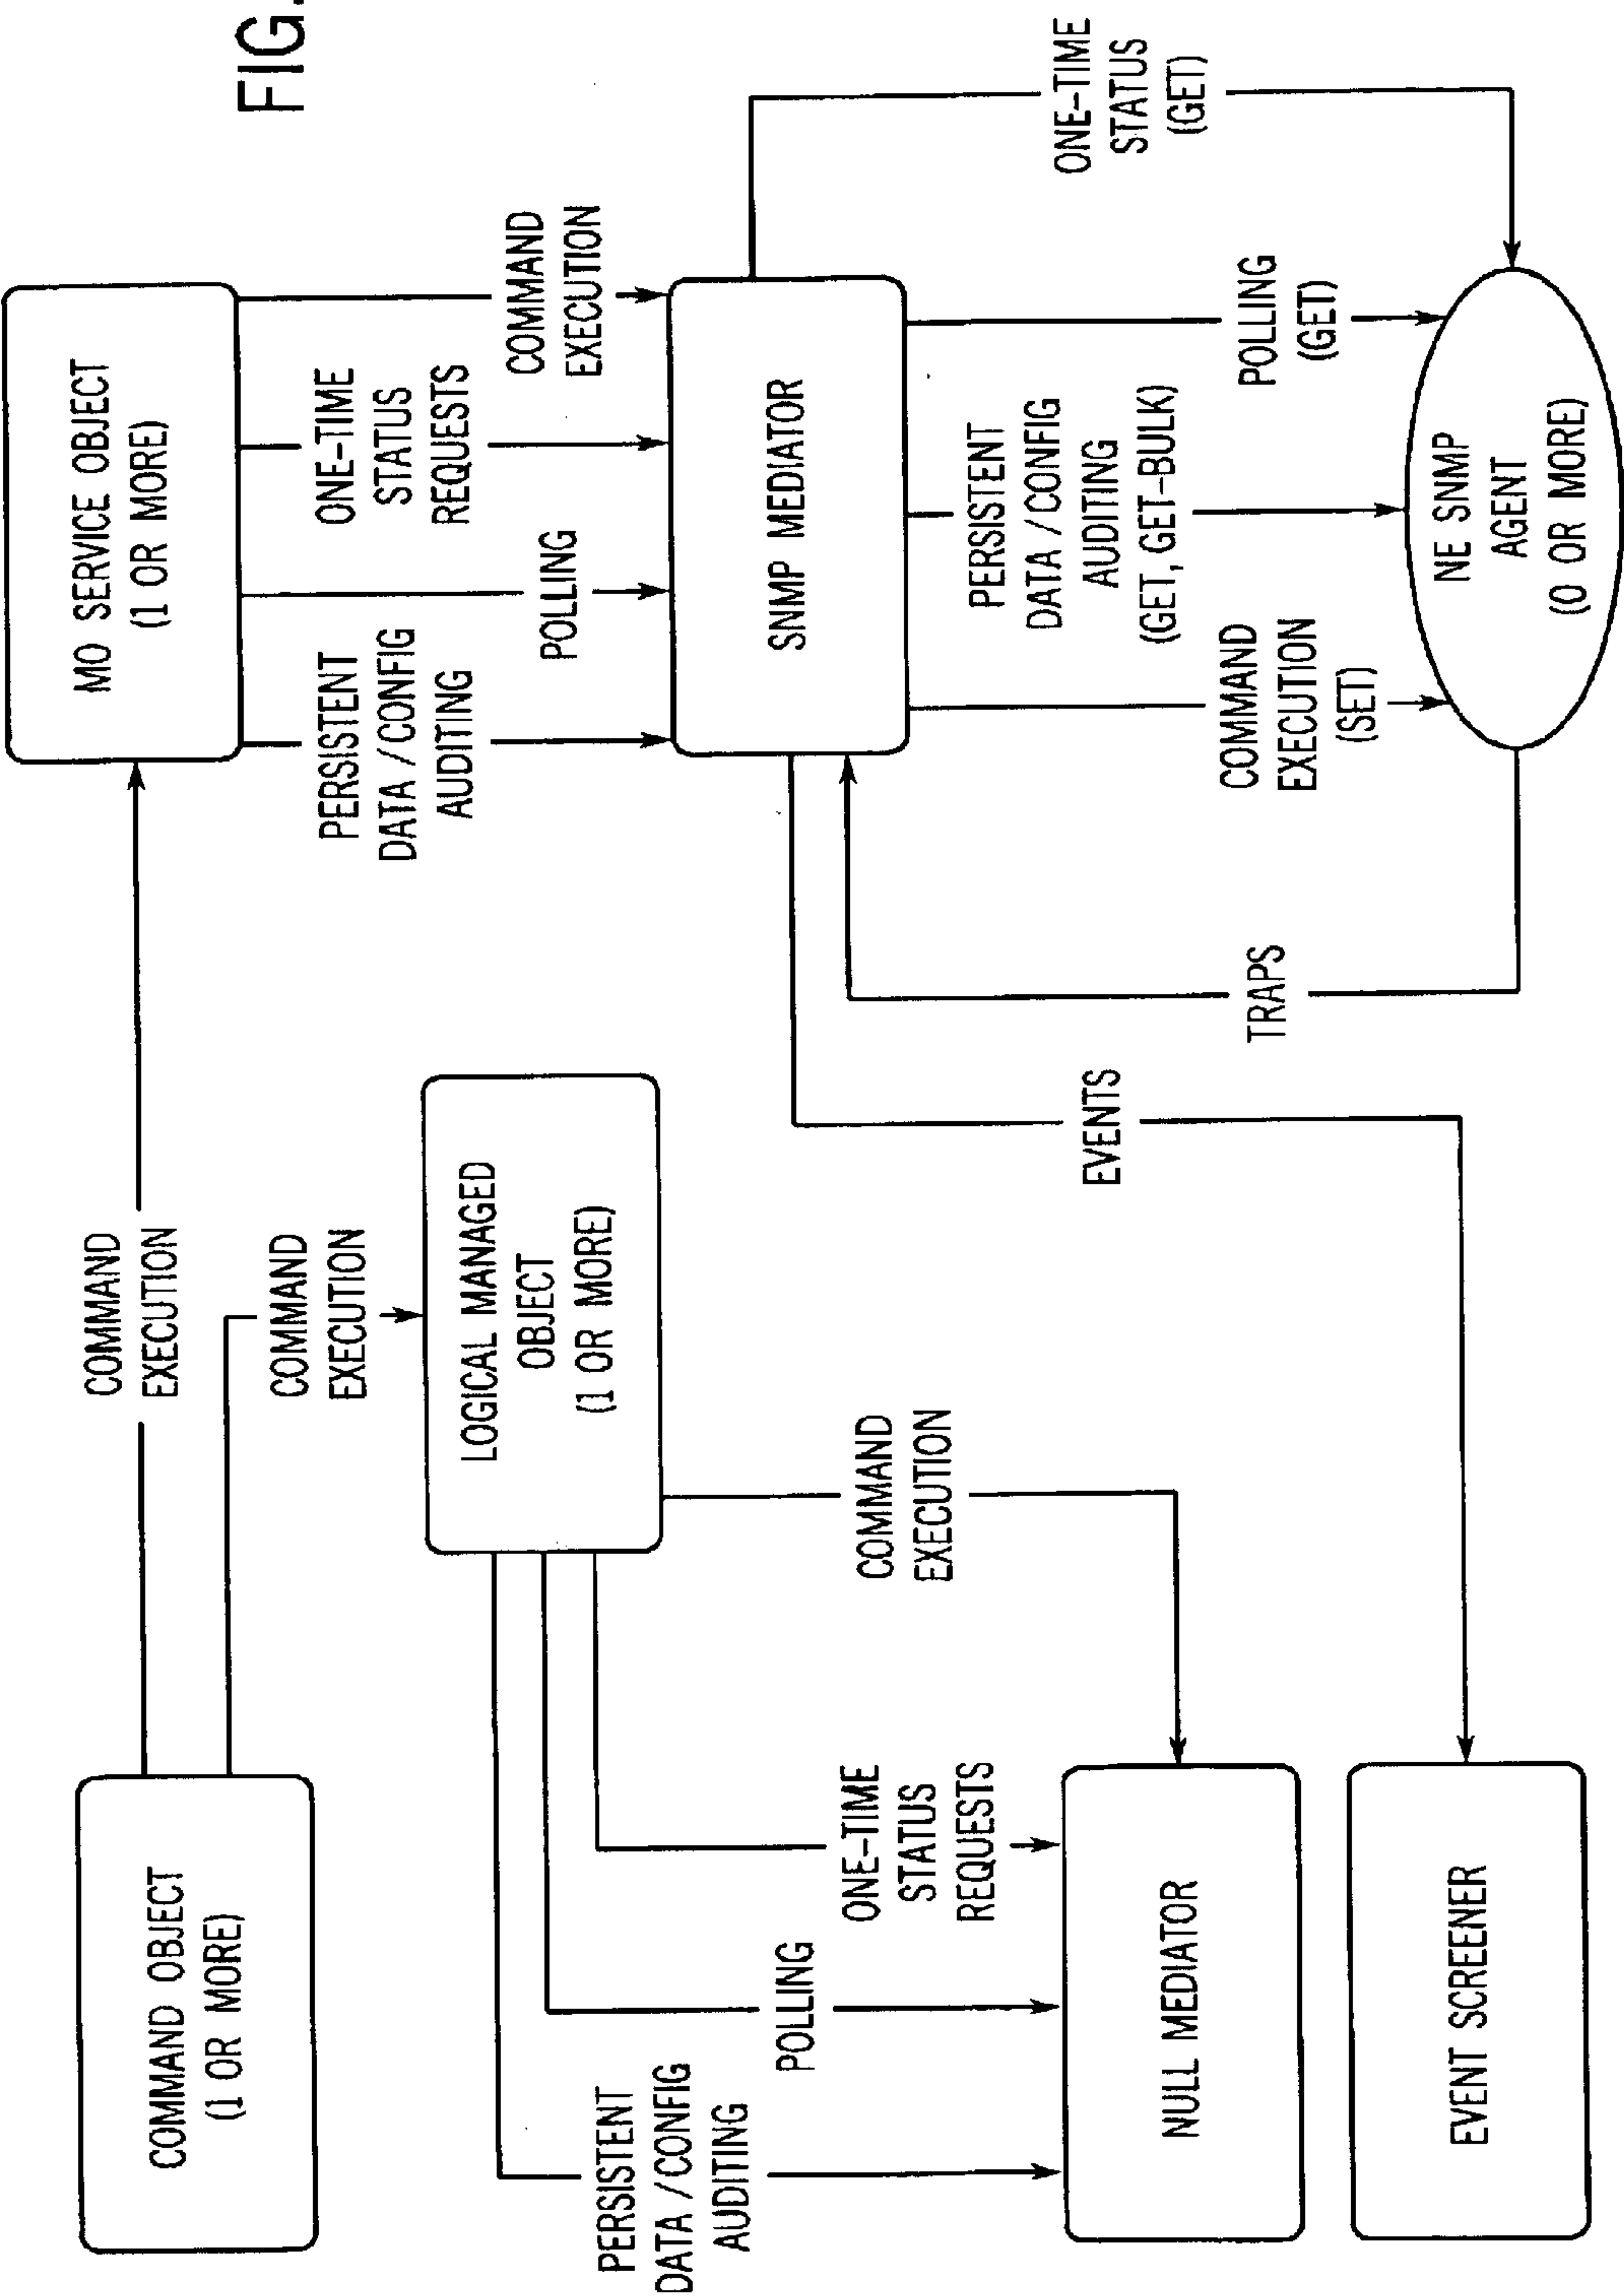 FIG.
COMMAND OBJECT
(1 OR MORE)
COMMAND
EXECUTION
MO SERVICE OBJECT
(1 OR MORE)
COMMAND
EXECUTION
PERSISTENT
DATA/CONFIG
AUDITING
POLLING
ONE-TIME
STATUS
REQUESTS
COMMAND
EXECUTION
LOGICAL MANAGED
OBJECT
(1 OR MORE)
PERSISTENT
DATA/CONFIG
AUDITING
POLLING
ONE-TIME
STATUS
REQUESTS
COMMAND
EXECUTION
SNMP MEDIATOR
EVENTS
TRAPS
COMMAND
EXECUTION
(SET)
PERSISTENT
DATA/CONFIG
AUDITING
(GET, GET-BULK)
POLLING
(GET)
ONE-TIME
STATUS
(GET)
NULL MEDIATOR
EVENT SCREENER
NE SNMP
AGENT
(0 OR MORE)